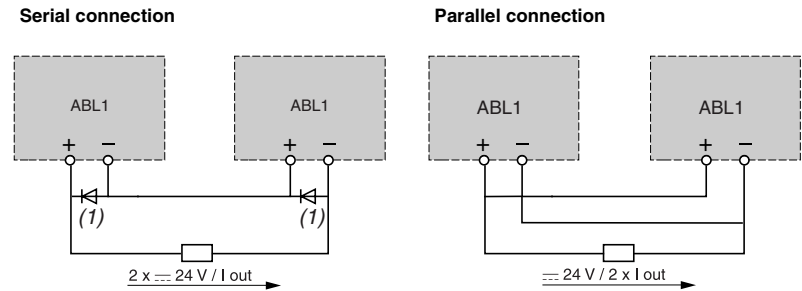 Serial connection
Parallel connection
ABL1
ABL1
ABL1
ABL1
+ −
+ −
+ −
+ −
(1)
(1)
2 x ⎓ 24 V / I out
⎓ 24 V / 2 x I out